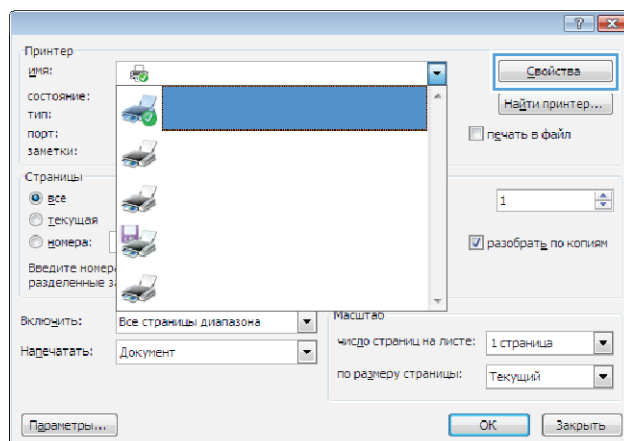 Принтер
имя:
Свойства
состояние:
Найти принтер...
тип:
порт:
печать в файл
заметки:
Страницы
все
1
текущая
номера:
разобрать по копиям
Введите
разделенные
Включить: Все страницы диапазона
Масштаб
число страниц на листе: 1 страница
Напечатать: Документ
по размеру страницы: Текущий
Параметры...
ОК
Закрыть